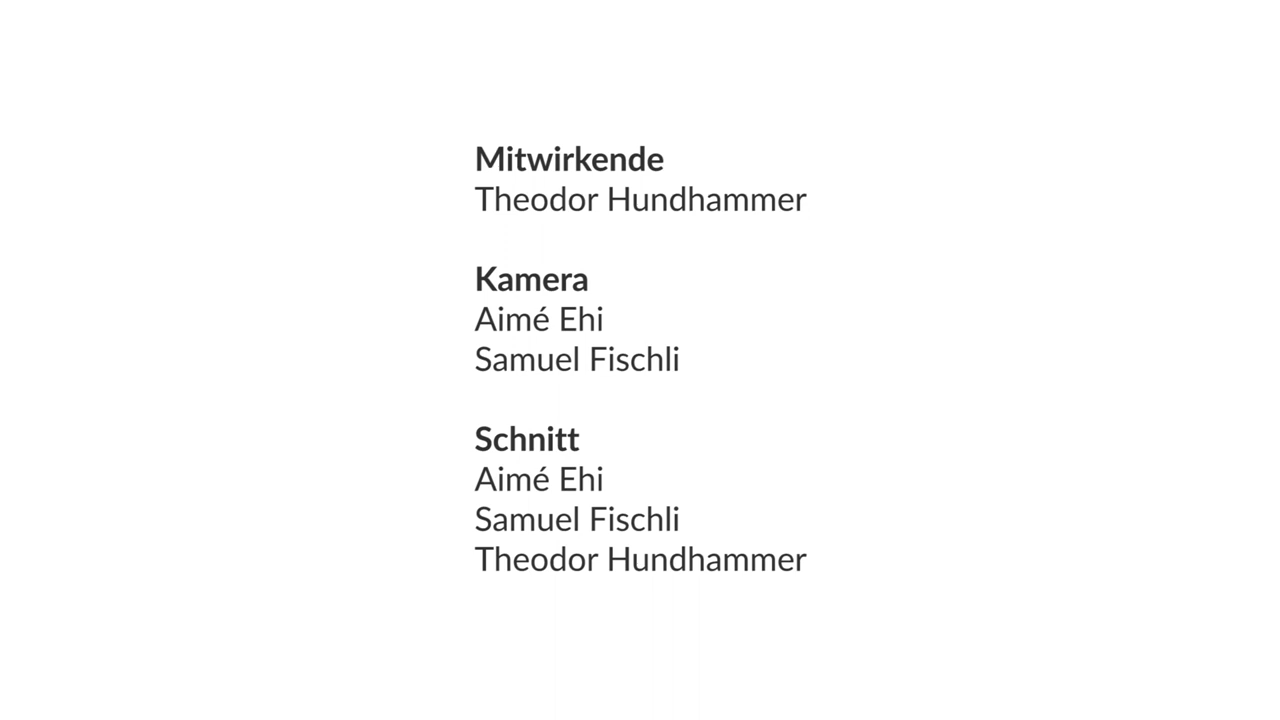 Mitwirkende
Theodor Hundhammer
Kamera
Aimé Ehi
Samuel Fischli
Schnitt
Aimé Ehi
Samuel Fischli
Theodor Hundhammer